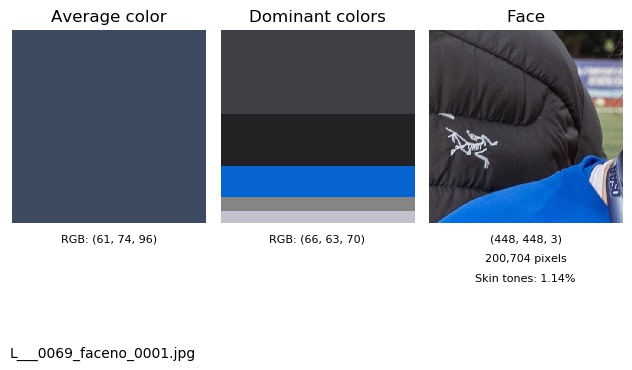 Average color
Dominant colors
Face
RGB: (61, 74, 96)
RGB: (66, 63, 70)
(448, 448, 3)
200,704 pixels
Skin tones: 1.14%
L___0069_faceno_0001.jpg